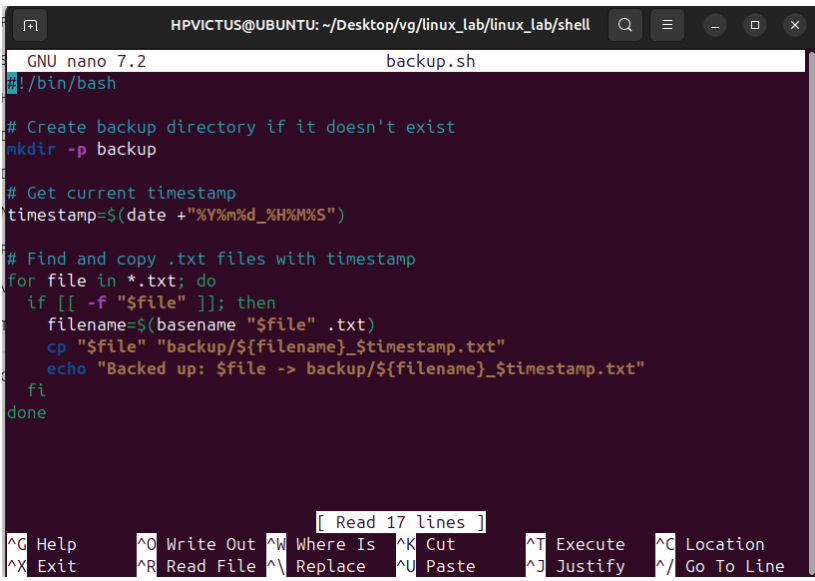 HPVICTUS@UBUNTU: ~/Desktop/vg/linux_lab/linux_lab/shell
GNU nano 7.2 backup.sh
#!/bin/bash

# Create backup directory if it doesn't exist
mkdir -p backup

# Get current timestamp
timestamp=$(date +"%Y%m%d_%H%M%S")

# Find and copy .txt files with timestamp
for file in *.txt; do
  if [[ -f "$file" ]]; then
    filename=$(basename "$file" .txt)
    cp "$file" "backup/${filename}_$timestamp.txt"
    echo "Backed up: $file -> backup/${filename}_$timestamp.txt"
  fi
done

[ Read 17 lines ]
^G Help ^O Write Out ^W Where Is ^K Cut ^T Execute ^C Location
^X Exit ^R Read File ^\ Replace ^U Paste ^J Justify ^/ Go To Line